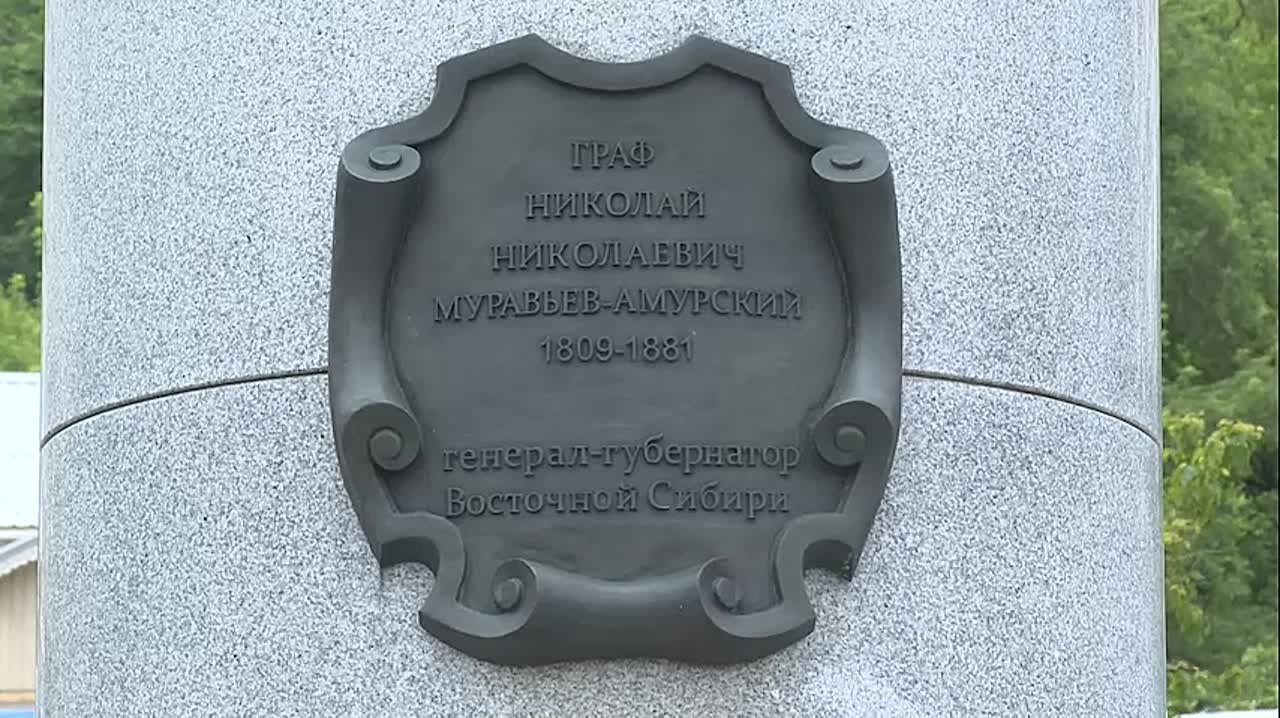 ГРАФ
НИКОЛАЙ
НИКОЛАЕВИЧ
МУРАВЬЕВ-АМУРСКИЙ
1809-1881
генерал-губернатор
Восточной Сибири